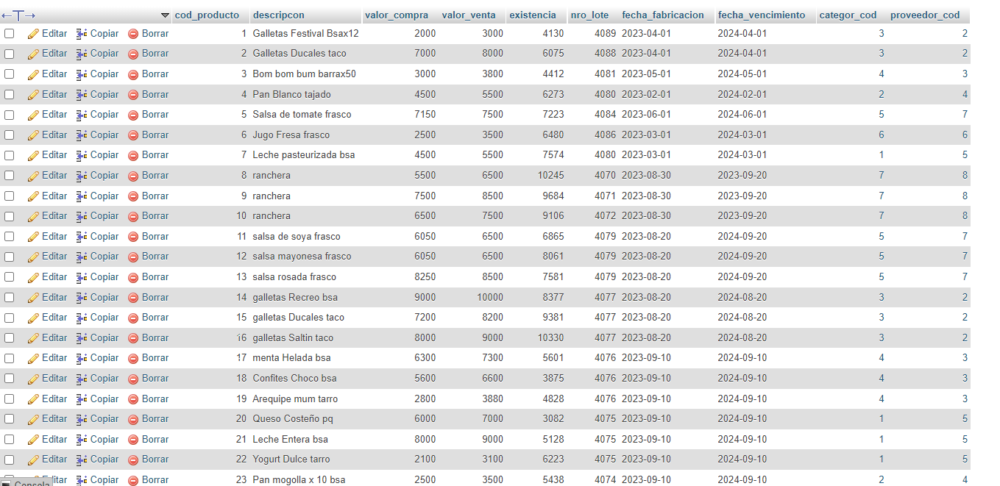 cod_producto descripcon valor_compra valor_venta existencia nro_lote fecha_fabricacion fecha_vencimiento categor_cod proveedor_cod
Editar Copiar Borrar 1 Galletas Festival Bsax12 2000 3000 4130 4089 2023-04-01 2024-04-01 3 2
Editar Copiar Borrar 2 Galletas Ducales taco 7000 8000 6075 4088 2023-04-01 2024-04-01 3 2
Editar Copiar Borrar 3 Bom bom bum barrax50 3000 3800 4412 4081 2023-05-01 2024-05-01 4 3
Editar Copiar Borrar 4 Pan Blanco tajado 4500 5500 6273 4080 2023-02-01 2024-02-01 2 4
Editar Copiar Borrar 5 Salsa de tomate frasco 7150 7500 7223 4084 2023-06-01 2024-06-01 5 7
Editar Copiar Borrar 6 Jugo Fresa frasco 2500 3500 6480 4086 2023-03-01 2024-03-01 6 6
Editar Copiar Borrar 7 Leche pasteurizada bsa 4500 5500 7574 4080 2023-03-01 2024-03-01 1 5
Editar Copiar Borrar 8 ranchera 5500 6500 10245 4070 2023-08-30 2023-09-20 7 8
Editar Copiar Borrar 9 ranchera 7500 8500 9684 4071 2023-08-30 2023-09-20 7 8
Editar Copiar Borrar 10 ranchera 6500 7500 9106 4072 2023-08-30 2023-09-20 7 8
Editar Copiar Borrar 11 salsa de soya frasco 6050 6500 6865 4079 2023-08-20 2024-09-20 5 7
Editar Copiar Borrar 12 salsa mayonesa frasco 6050 6500 8061 4079 2023-08-20 2024-09-20 5 7
Editar Copiar Borrar 13 salsa rosada frasco 8250 8500 7581 4079 2023-08-20 2024-09-20 5 7
Editar Copiar Borrar 14 galletas Recreo bsa 9000 10000 8377 4077 2023-08-20 2024-08-20 3 2
Editar Copiar Borrar 15 galletas Ducales taco 7200 8200 9381 4077 2023-08-20 2024-08-20 3 2
Editar Copiar Borrar 16 galletas Saltin taco 8000 9000 10330 4077 2023-08-20 2024-08-20 3 2
Editar Copiar Borrar 17 menta Helada bsa 6300 7300 5601 4076 2023-09-10 2024-09-10 4 3
Editar Copiar Borrar 18 Confites Choco bsa 5600 6600 3875 4076 2023-09-10 2024-09-10 4 3
Editar Copiar Borrar 19 Arequipe mum tarro 2800 3880 4828 4076 2023-09-10 2024-09-10 4 3
Editar Copiar Borrar 20 Queso Costeño pq 6000 7000 3082 4075 2023-09-10 2024-09-10 1 5
Editar Copiar Borrar 21 Leche Entera bsa 8000 9000 5128 4075 2023-09-10 2024-09-10 1 5
Editar Copiar Borrar 22 Yogurt Dulce tarro 2100 3100 6223 4075 2023-09-10 2024-09-10 1 5
Editar Copiar Borrar 23 Pan mogolla x 10 bsa 2500 3500 5438 4074 2023-09-10 2024-09-10 2 4
Consola